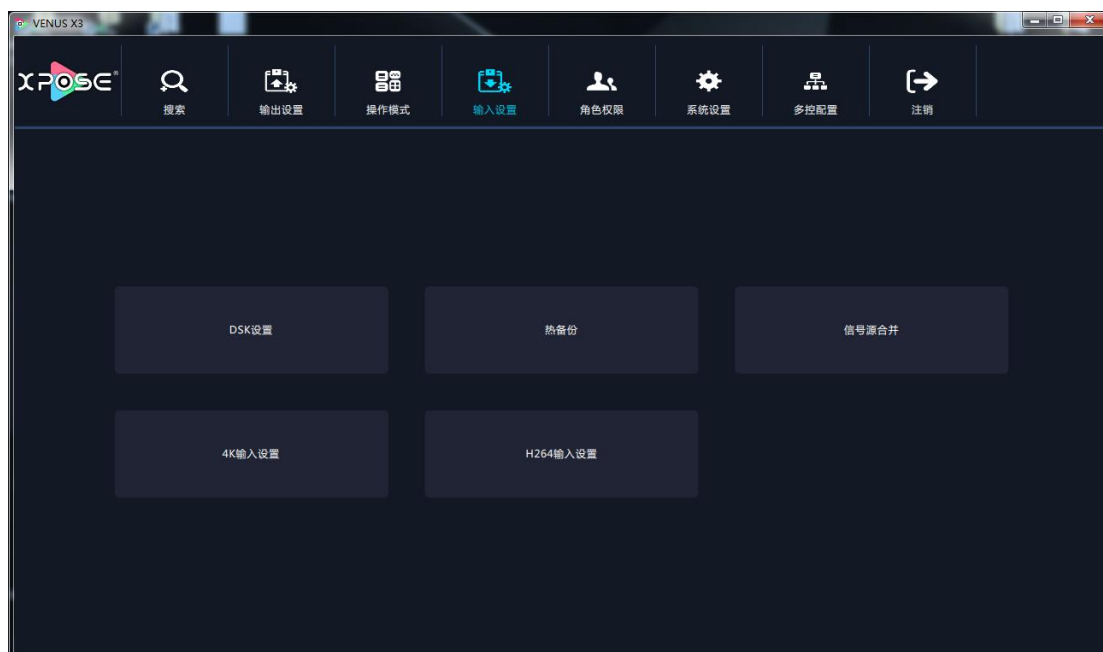 VENUS X3
XPOSE®
搜索
输出设置
操作模式
输入设置
角色权限
系统设置
多控配置
注销
DSK设置
热备份
信号源合并
4K输入设置
H264输入设置